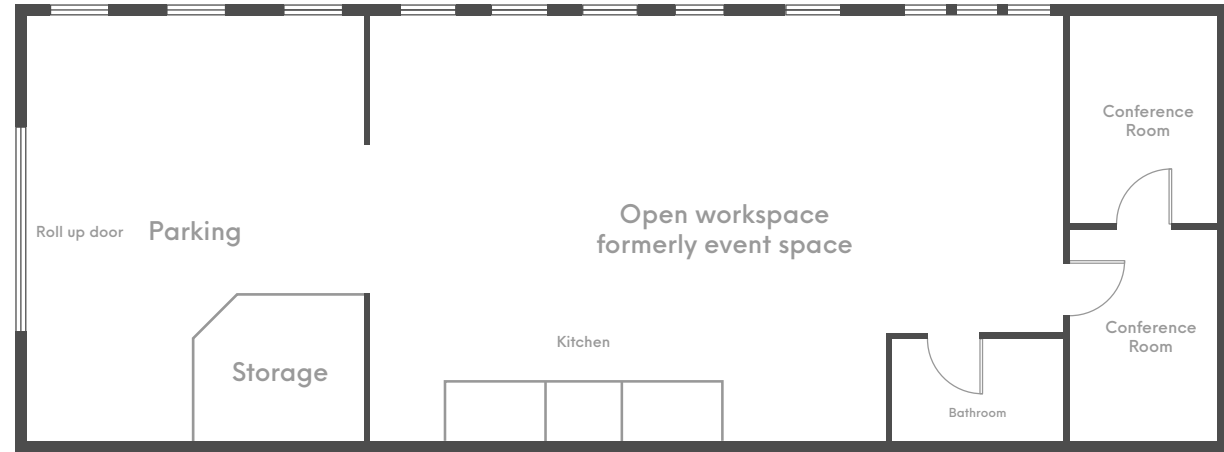 Conference
Room
Open workspace
formerly event space
Roll up door
Parking
Conference
Room
Kitchen
Storage
Bathroom